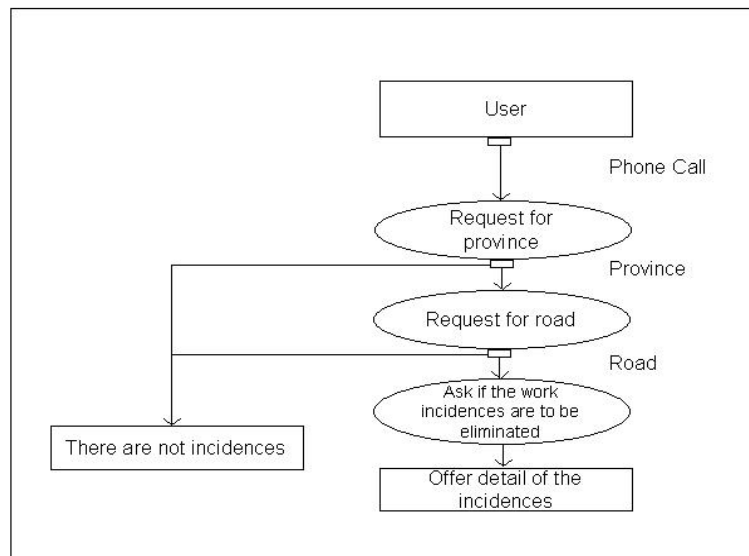 User
Phone Call
Request for
province
Province
Request for road
Road
Ask if the work
incidences are to be
eliminated
There are not incidences
Offer detail of the
incidences